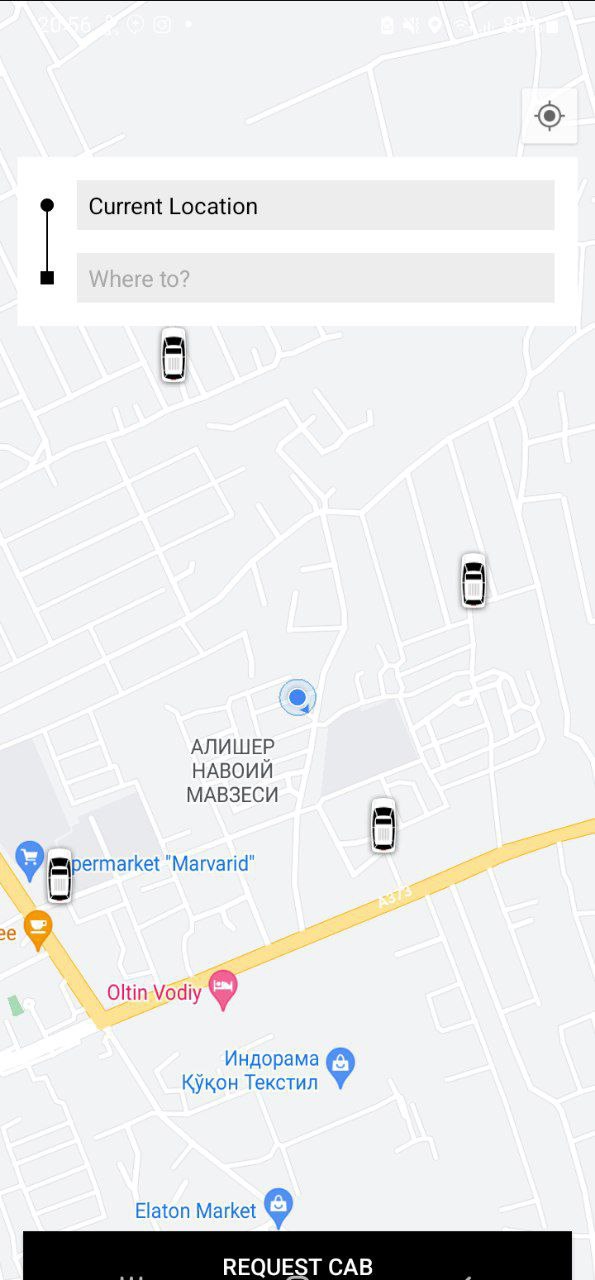 20:56
Current Location
Where to?
АЛИШЕР
НАВОИЙ
МАВЗЕСИ
permarket "Marvarid"
ee
A373
Oltin Vodiy
Индорама
Қўқон Текстил
Elaton Market
REQUEST CAB